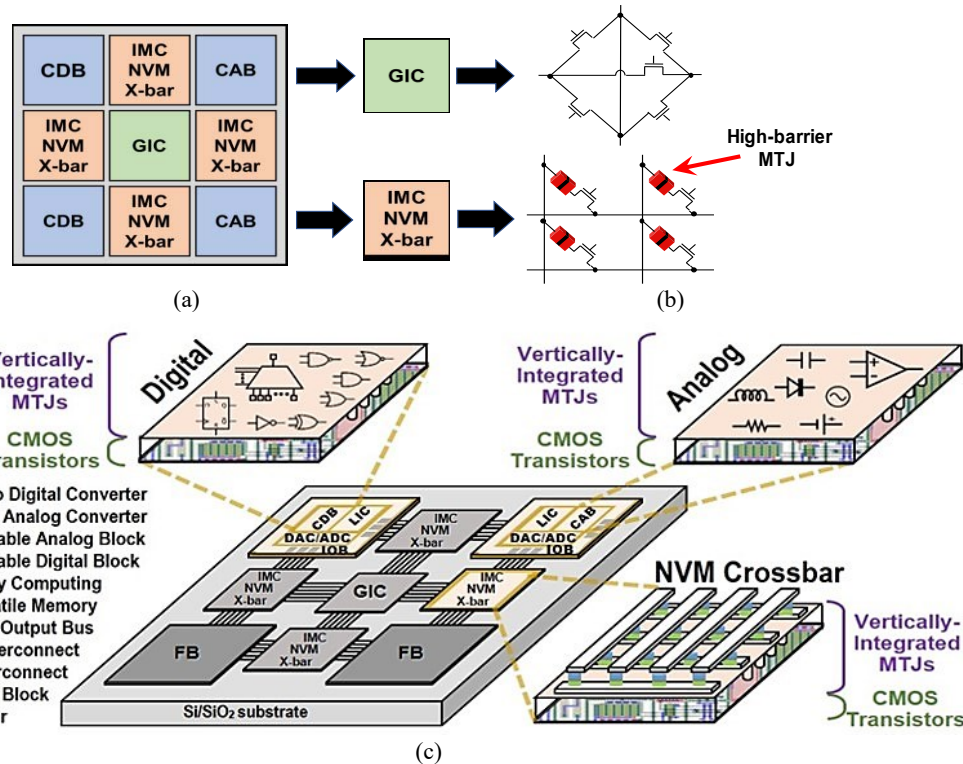 CDB
IMC
NVM
X-bar
CAB
IMC
NVM
X-bar
GIC
IMC
NVM
X-bar
CDB
IMC
NVM
X-bar
CAB
GIC
IMC
NVM
X-bar
High-barrier
MTJ
(a)
(b)
Vertically-
Integrated
MTJs
CMOS
Transistors
Digital
Vertically-
Integrated
MTJs
CMOS
Transistors
Analog
o Digital Converter
Analog Converter
able Analog Block
able Digital Block
y Computing
atile Memory
Output Bus
erconnect
erconnect
Block
r
CDB
LIC
DAC/ADC
IOB
IMC
NVM
X-bar
LIC
CAB
DAC/ADC
IOB
IMC
NVM
X-bar
GIC
IMC
NVM
X-bar
FB
IMC
NVM
X-bar
FB
Si/SiO₂ substrate
NVM Crossbar
Vertically-
Integrated
MTJs
CMOS
Transistors
(c)